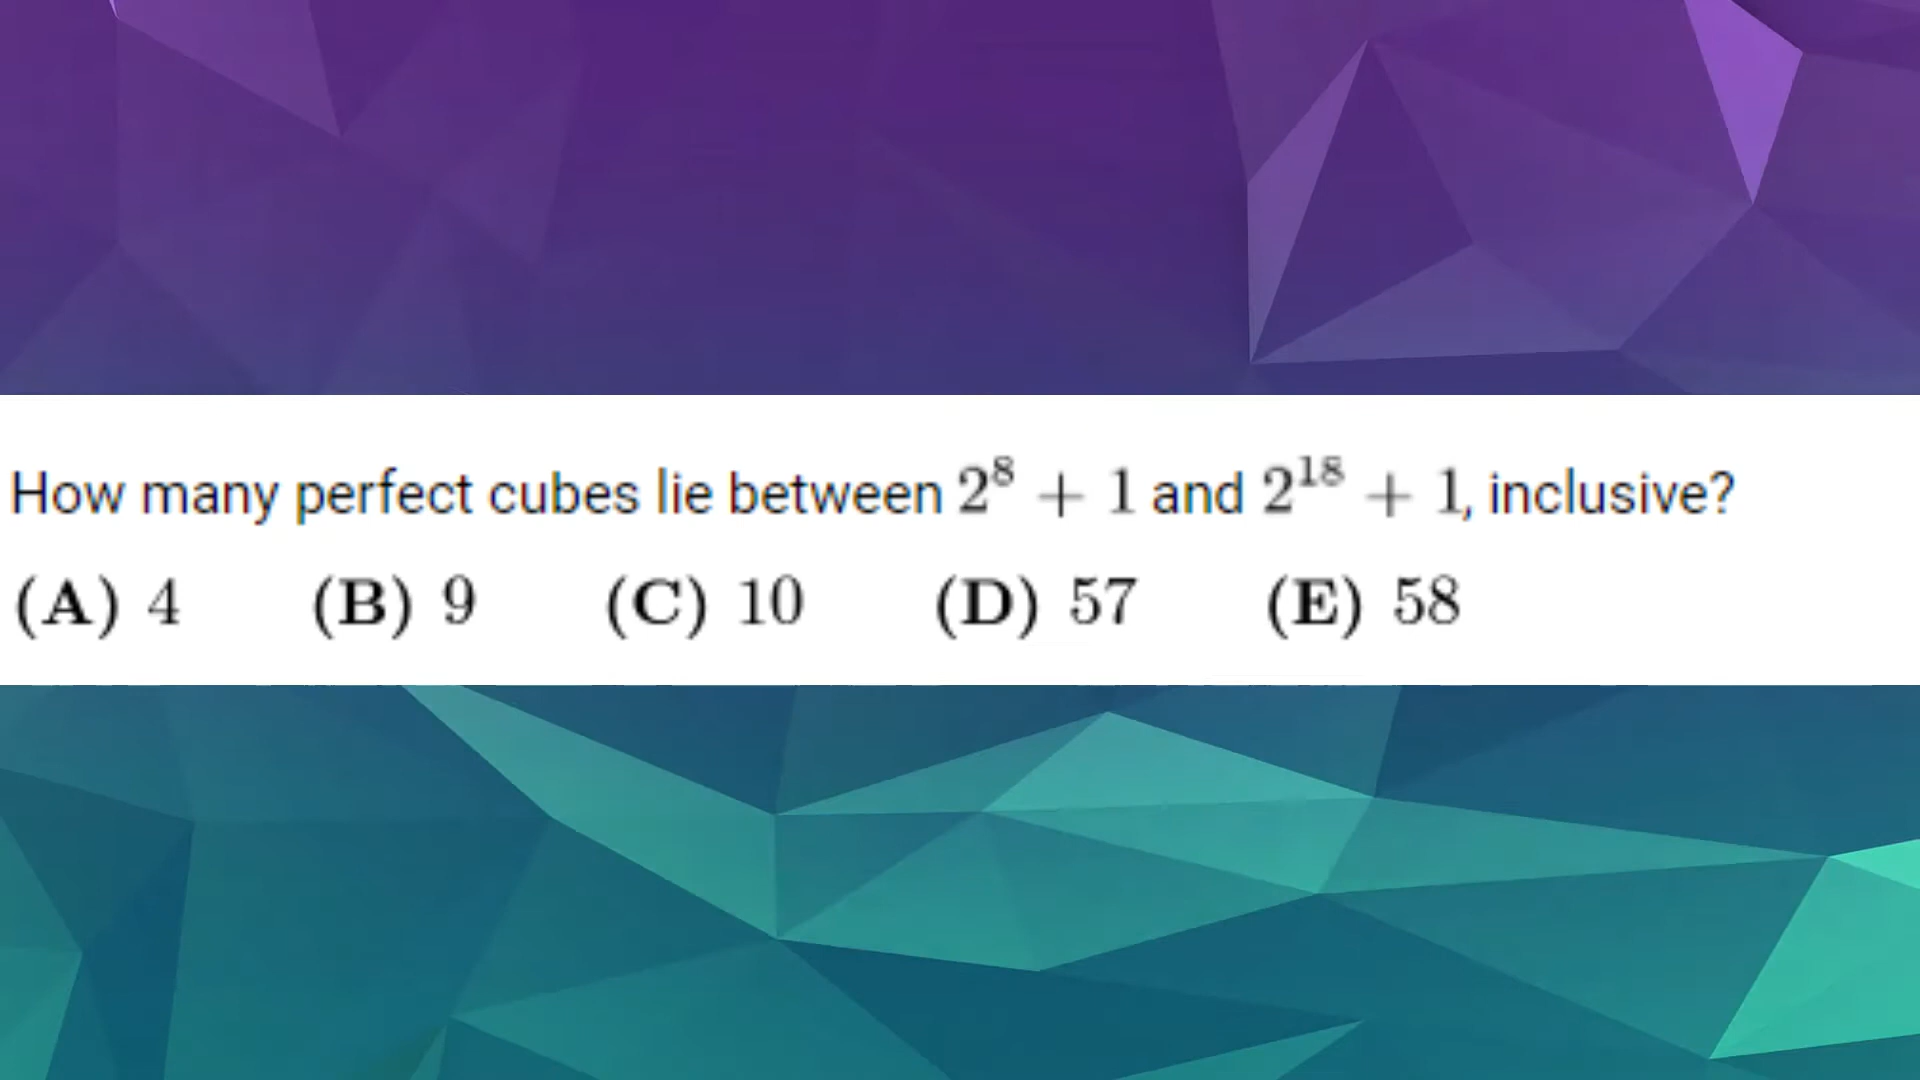 How many perfect cubes lie between 2⁸ + 1 and 2¹⁸ + 1, inclusive?
(A) 4 (B) 9 (C) 10 (D) 57 (E) 58